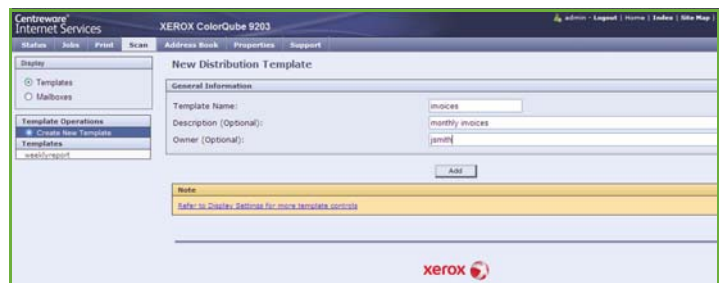 Centreware®
Internet Services
XEROX ColorQube 9203
admin - Logout | Home | Index | Site Map |
Status Jobs Print Scan Address Book Properties Support
Display
Templates
Mailboxes
Template Operations
Create New Template
Templates
weeklyreport
New Distribution Template
General Information
Template Name:
invoices
Description (Optional):
monthly invoices
Owner (Optional):
jsmith
Add
Note
Refer to Display Settings for more template controls
xerox